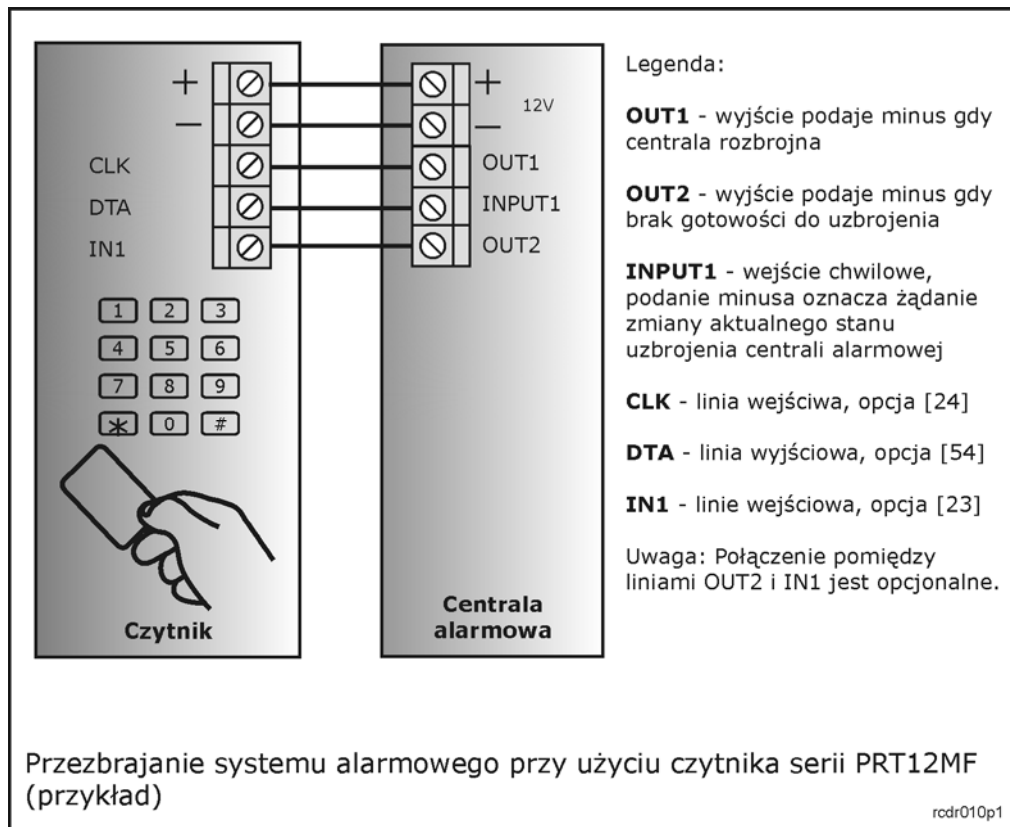 +
−
CLK
DTA
IN1
+
12V
−
OUT1
INPUT1
OUT2
1 2 3
4 5 6
7 8 9
* 0 #
Czytnik
Centrala
alarmowa
Legenda:
OUT1 - wyjście podaje minus gdy
centrala rozbrojna
OUT2 - wyjście podaje minus gdy
brak gotowości do uzbrojenia
INPUT1 - wejście chwilowe,
podanie minusa oznacza żądanie
zmiany aktualnego stanu
uzbrojenia centrali alarmowej
CLK - linia wejściwa, opcja [24]
DTA - linia wyjściowa, opcja [54]
IN1 - linie wejściowa, opcja [23]
Uwaga: Połączenie pomiędzy
liniami OUT2 i IN1 jest opcjonalne.
Przezbrajanie systemu alarmowego przy użyciu czytnika serii PRT12MF
(przykład)
rcdr010p1